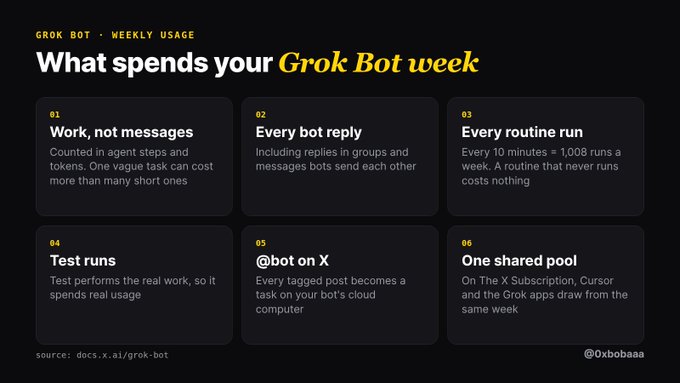 GROK BOT · WEEKLY USAGE
What spends your Grok Bot week
01
Work, not messages
Counted in agent steps and
tokens. One vague task can cost
more than many short ones
02
Every bot reply
Including replies in groups and
messages bots send each other
03
Every routine run
Every 10 minutes = 1,008 runs a
week. A routine that never runs
costs nothing
04
Test runs
Test performs the real work, so it
spends real usage
05
@bot on X
Every tagged post becomes a
task on your bot's cloud
computer
06
One shared pool
On The X Subscription, Cursor
and the Grok apps draw from the
same week
source: docs.x.ai/grok-bot
@0xbobaaa